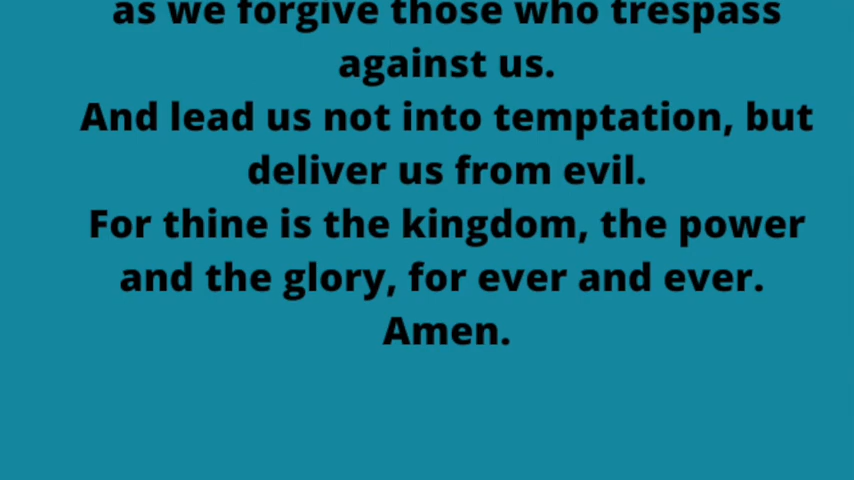 as we forgive those who trespass
against us.
And lead us not into temptation, but
deliver us from evil.
For thine is the kingdom, the power
and the glory, for ever and ever.
Amen.